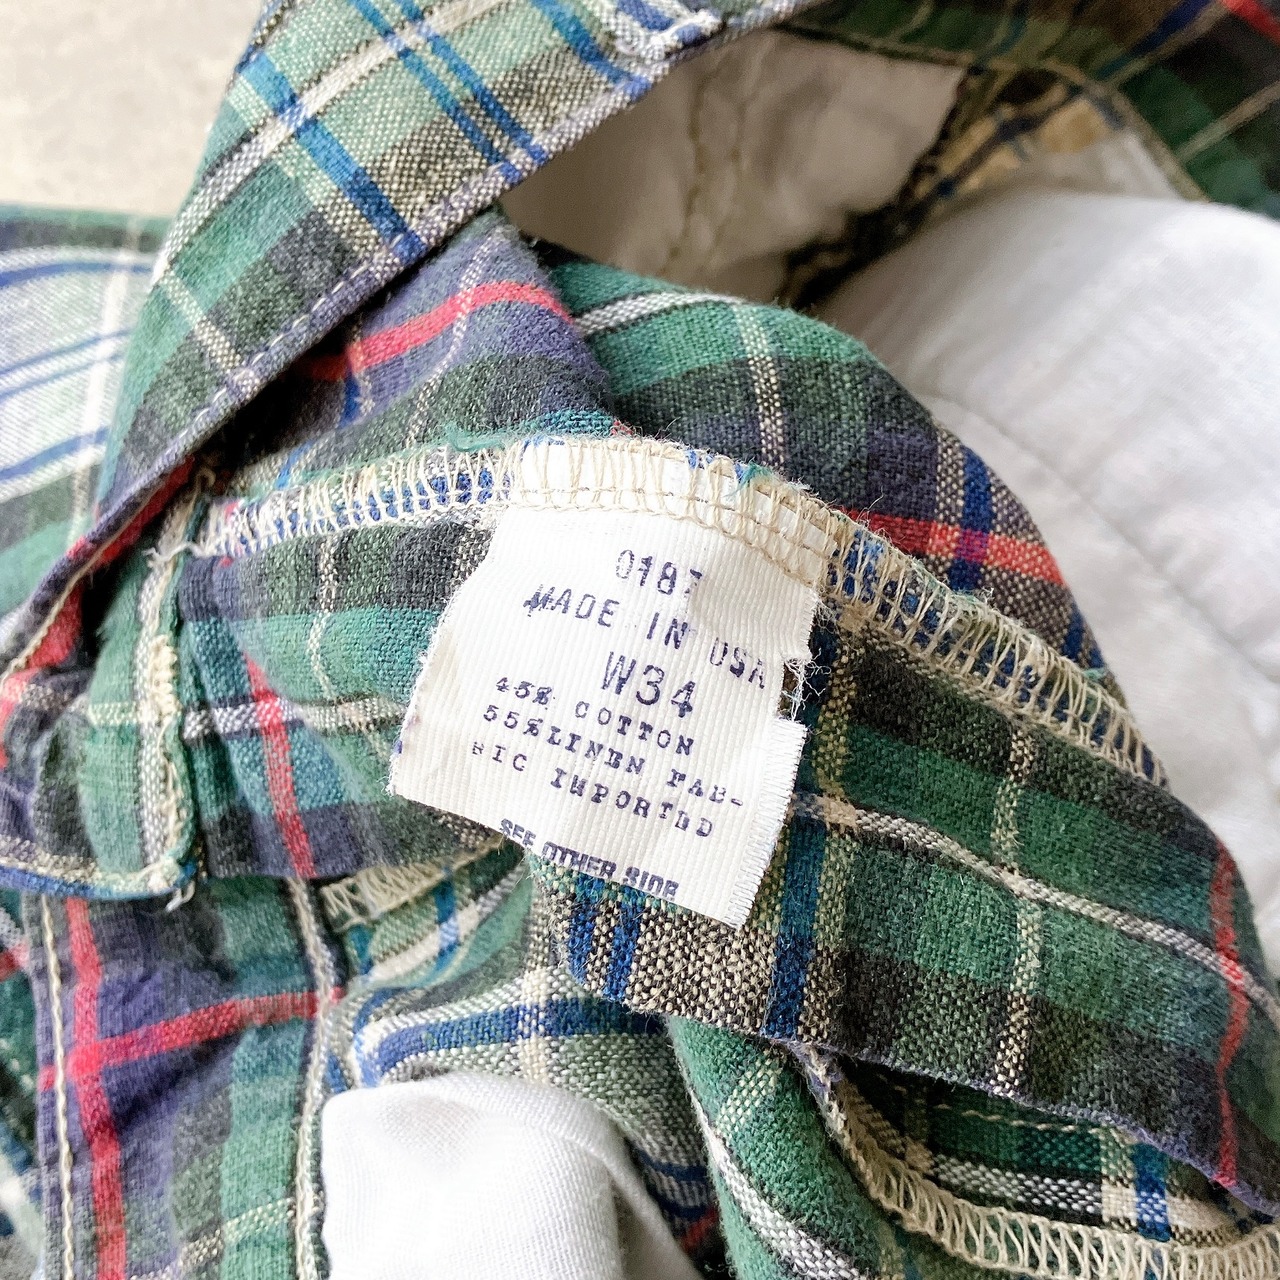 0187
MADE IN USA
W34
45% COTTON
55%LINEN FAB-
RIC IMPORTED
SEE OTHER SIDE